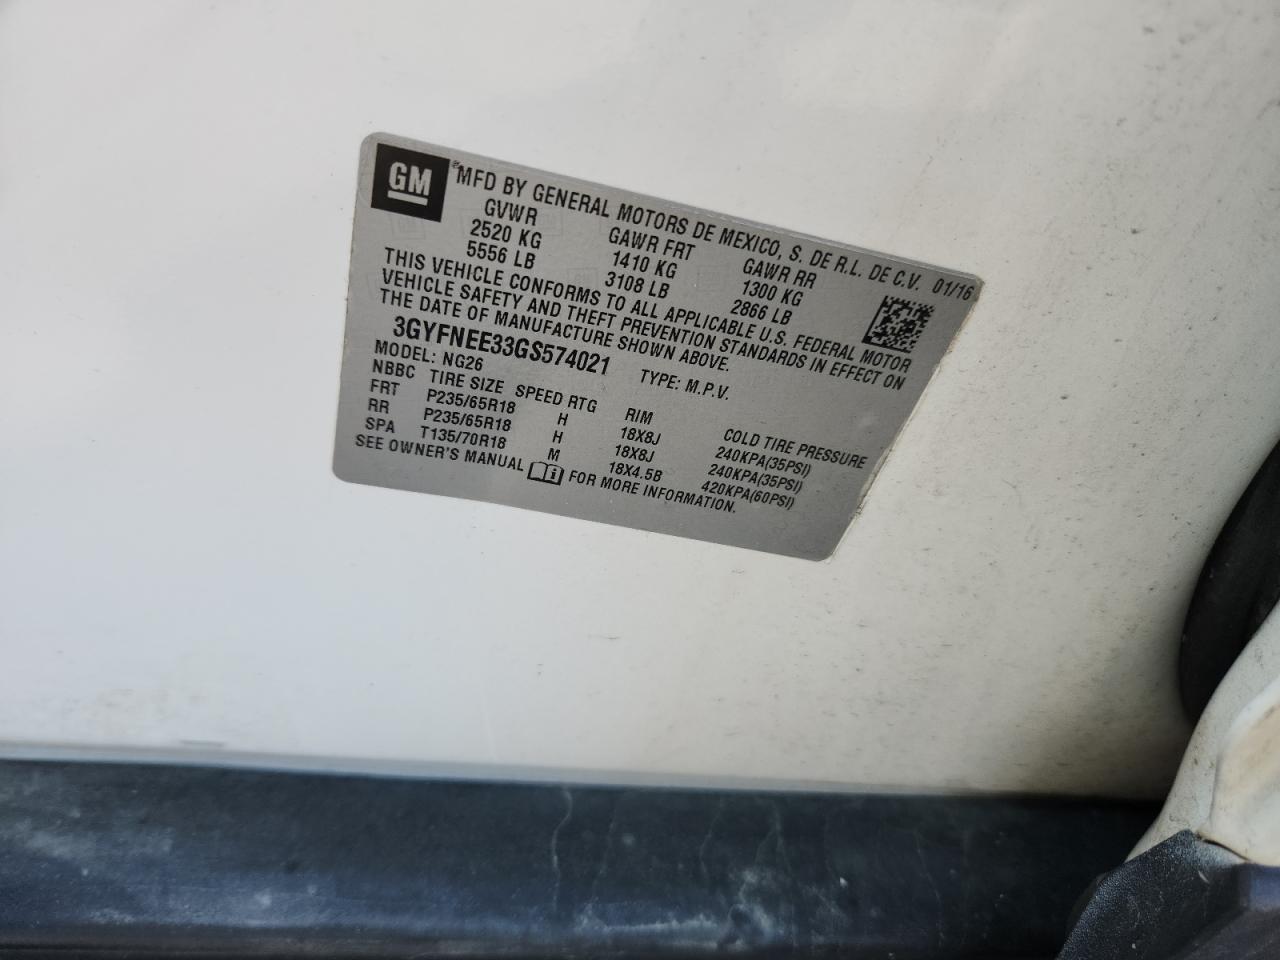 GM
® MFD BY GENERAL MOTORS DE MEXICO, S. DE R.L. DE C.V. 01/16
GVWR GAWR FRT GAWR RR
2520 KG 1410 KG 1300 KG
5556 LB 3108 LB 2866 LB
THIS VEHICLE CONFORMS TO ALL APPLICABLE U.S. FEDERAL MOTOR
VEHICLE SAFETY AND THEFT PREVENTION STANDARDS IN EFFECT ON
THE DATE OF MANUFACTURE SHOWN ABOVE.
3GYFNEE33GS574021 TYPE: M.P.V.
MODEL: NG26
NBBC TIRE SIZE SPEED RTG RIM COLD TIRE PRESSURE
FRT P235/65R18 H 18X8J 240KPA(35PSI)
RR P235/65R18 H 18X8J 240KPA(35PSI)
SPA T135/70R18 M 18X4.5B 420KPA(60PSI)
SEE OWNER'S MANUAL i FOR MORE INFORMATION.